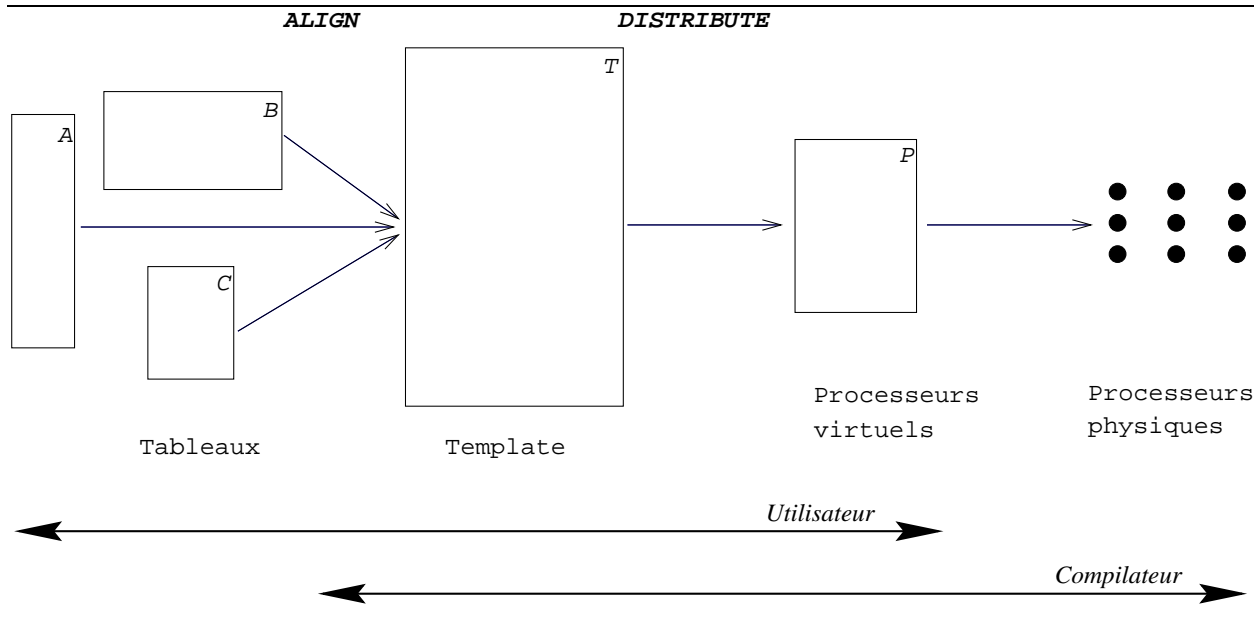 ALIGN
DISTRIBUTE
A
B
C
T
P
Tableaux
Template
Processeurs
virtuels
Processeurs
physiques
Utilisateur
Compilateur